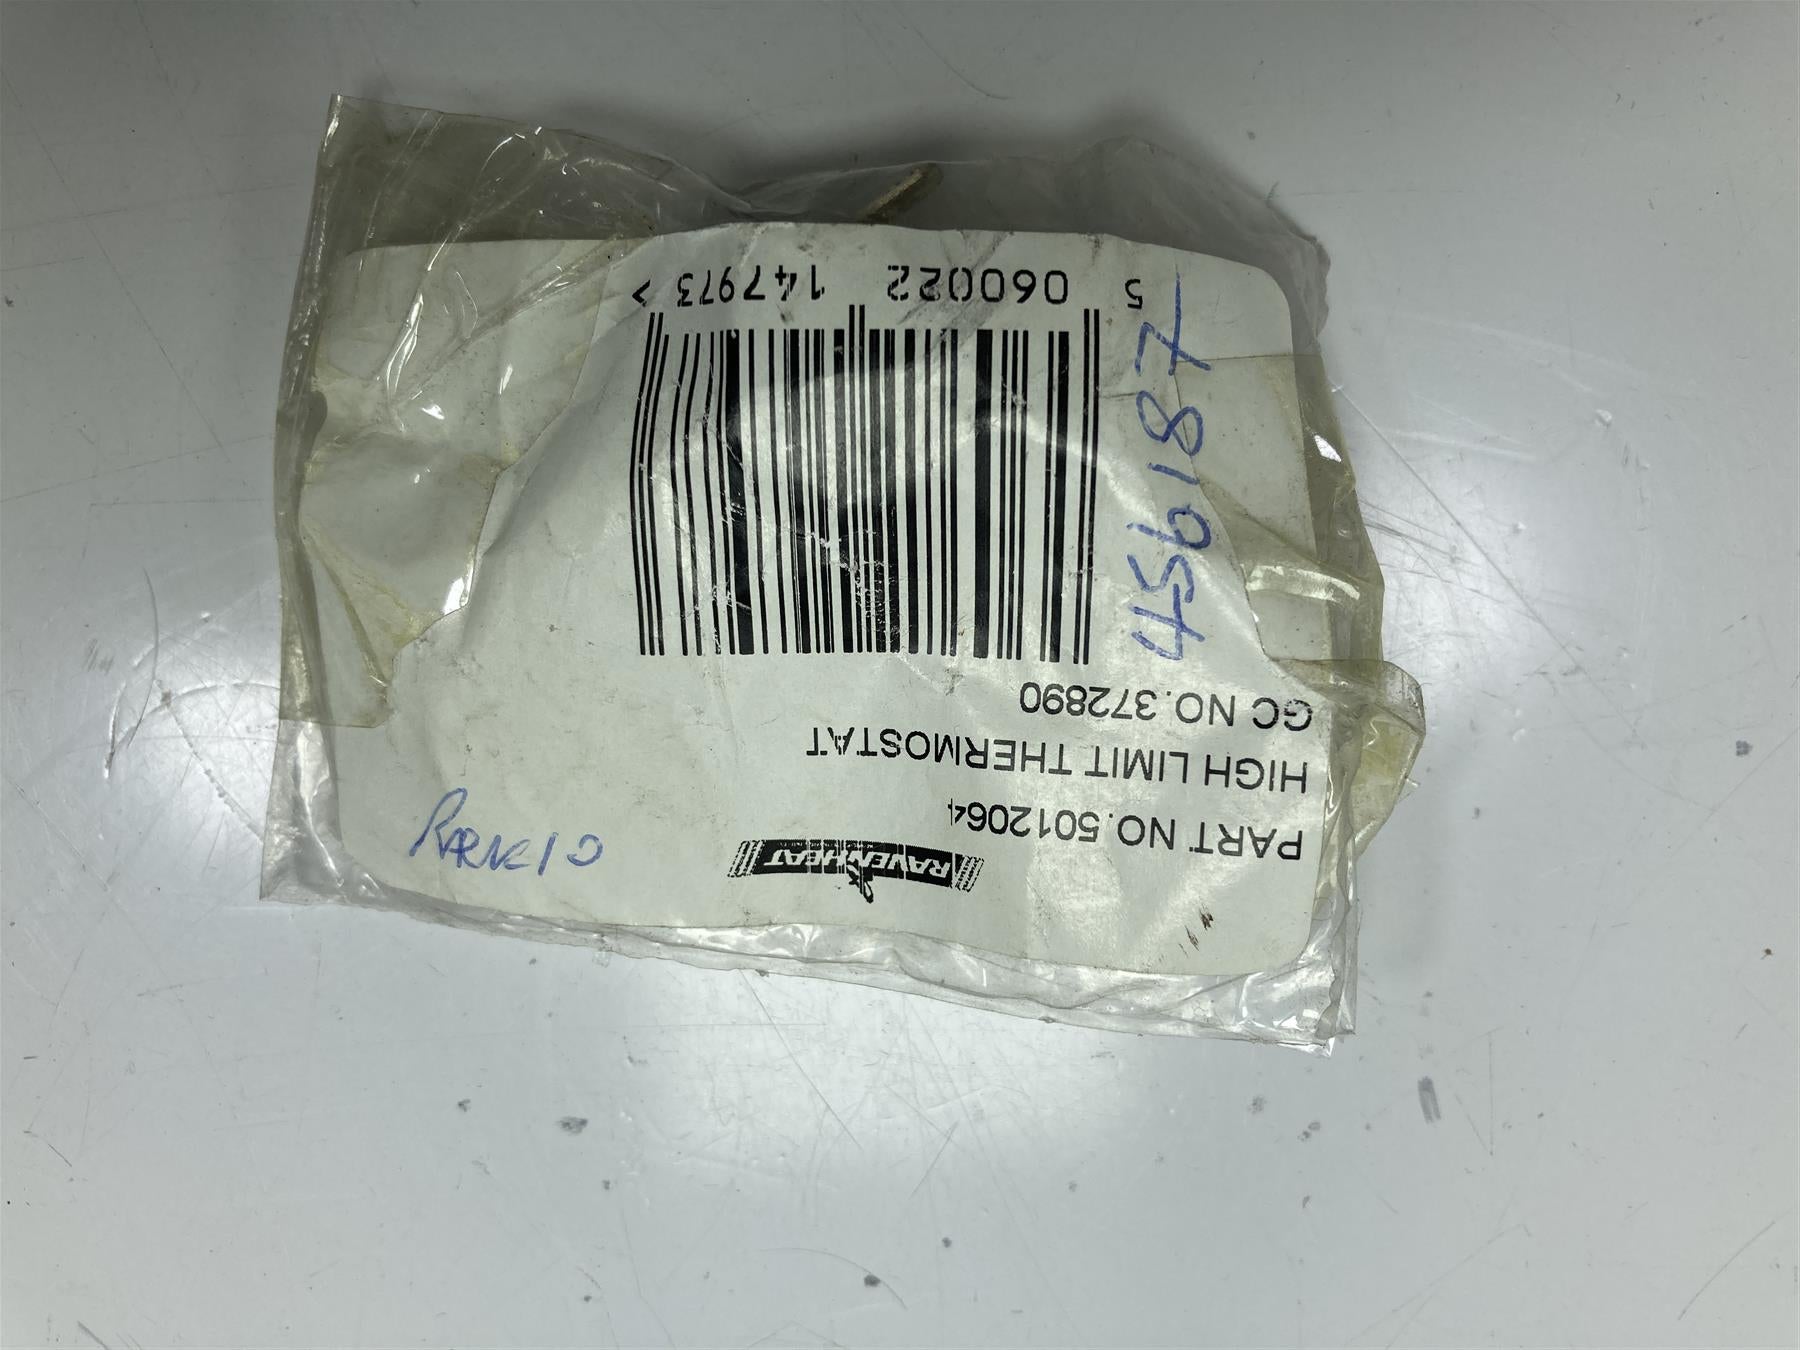 RAVENHEAT
PART NO. 5012064
HIGH LIMIT THERMOSTAT
GC NO. 372890
5 060022 147973 >
456187